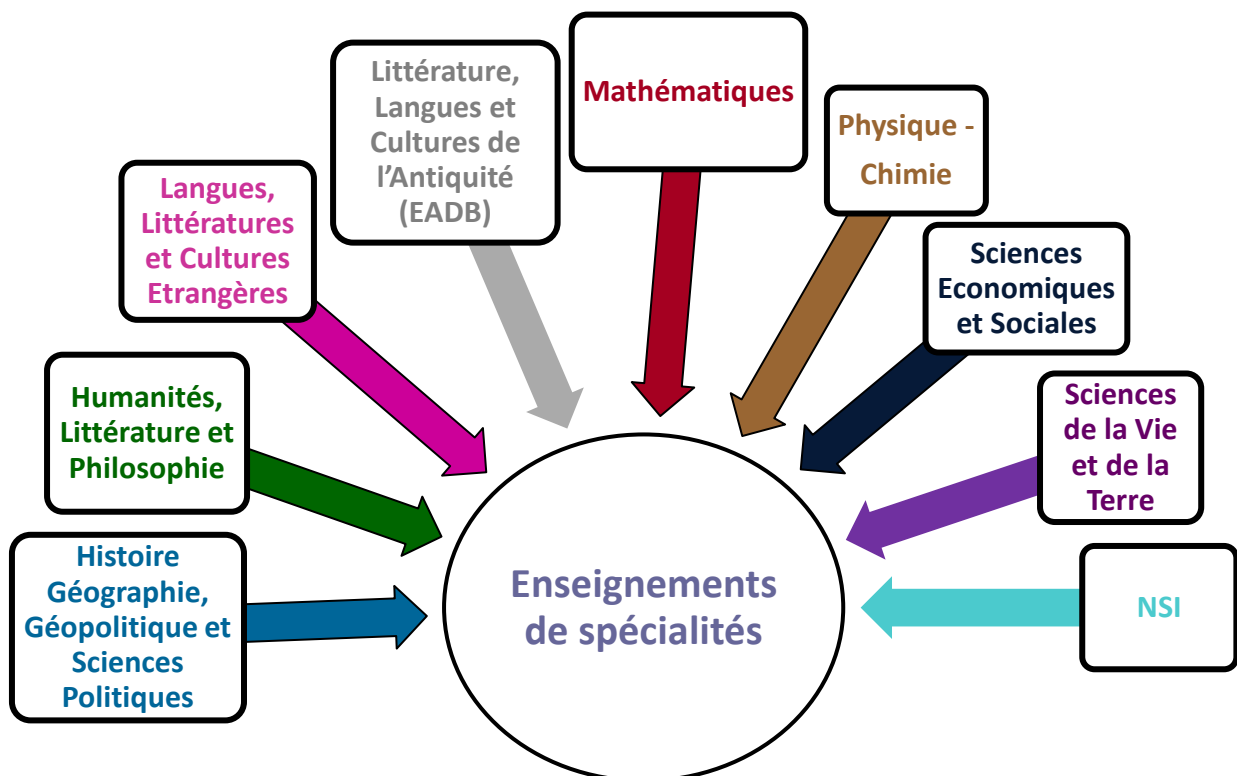 Littérature,
Langues et
Cultures de
l'Antiquité
(EADB)
Mathématiques
Physique -
Chimie
Langues,
Littératures
et Cultures
Etrangères
Sciences
Economiques
et Sociales
Humanités,
Littérature et
Philosophie
Sciences
de la Vie
et de la
Terre
Histoire
Géographie,
Géopolitique et
Sciences
Politiques
Enseignements
de spécialités
NSI